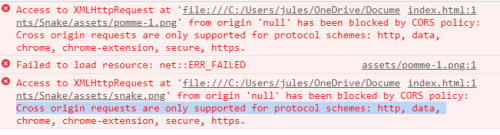 Access to XMLHttpRequest at 'file:///C:/Users/jules/OneDrive/Docume index.html:1
nts/Snake/assets/pomme-1.png' from origin 'null' has been blocked by CORS policy:
Cross origin requests are only supported for protocol schemes: http, data,
chrome, chrome-extension, secure, https.
Failed to load resource: net::ERR_FAILED assets/pomme-1.png:1
Access to XMLHttpRequest at 'file:///C:/Users/jules/OneDrive/Docume index.html:1
nts/Snake/assets/snake.png' from origin 'null' has been blocked by CORS policy:
Cross origin requests are only supported for protocol schemes: http, data,
chrome, chrome-extension, secure, https.